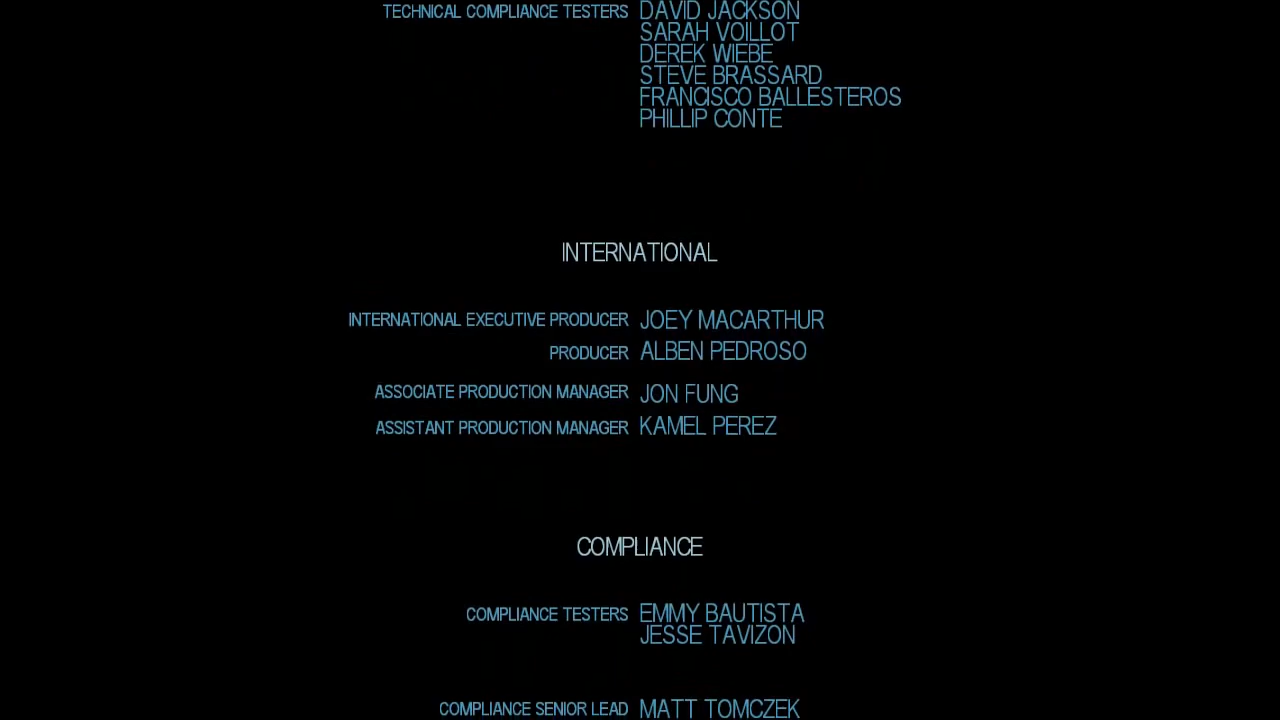 TECHNICAL COMPLIANCE TESTERS DAVID JACKSON
SARAH VOILLOT
DEREK WIEBE
STEVE BRASSARD
FRANCISCO BALLESTEROS
PHILLIP CONTE
INTERNATIONAL
INTERNATIONAL EXECUTIVE PRODUCER JOEY MACARTHUR
PRODUCER ALBEN PEDROSO
ASSOCIATE PRODUCTION MANAGER JON FUNG
ASSISTANT PRODUCTION MANAGER KAMEL PEREZ
COMPLIANCE
COMPLIANCE TESTERS EMMY BAUTISTA
JESSE TAVIZON
COMPLIANCE SENIOR LEAD MATT TOMCZEK